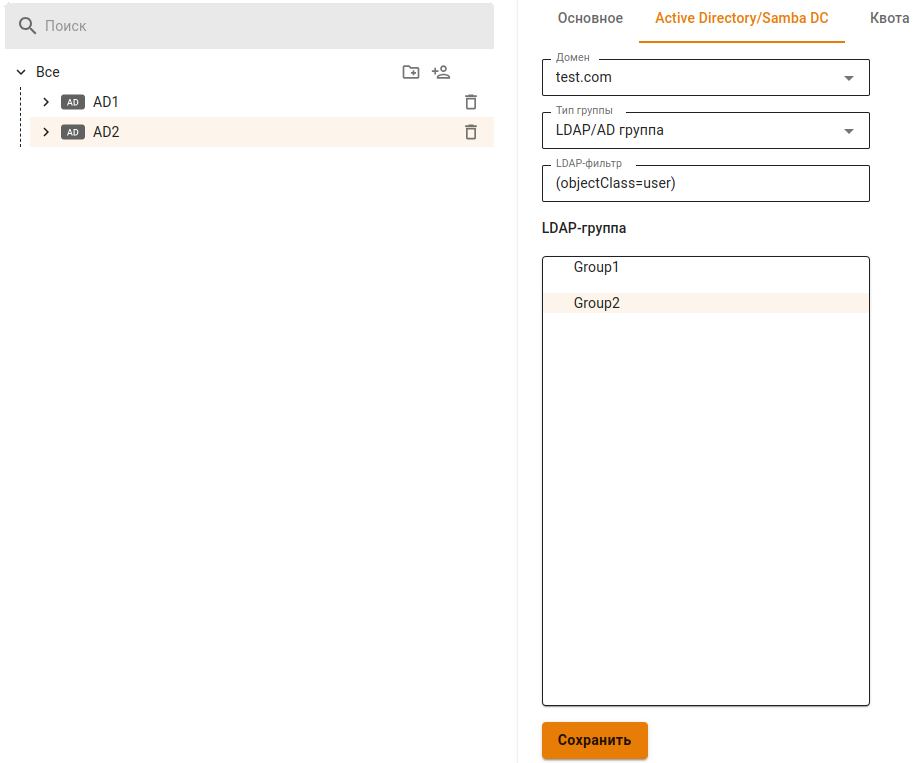 Поиск
Все
AD AD1
AD AD2
Основное Active Directory/Samba DC Квота
Домен
test.com
Тип группы
LDAP/AD группа
LDAP-фильтр
(objectClass=user)
LDAP-группа
Group1
Group2
Сохранить